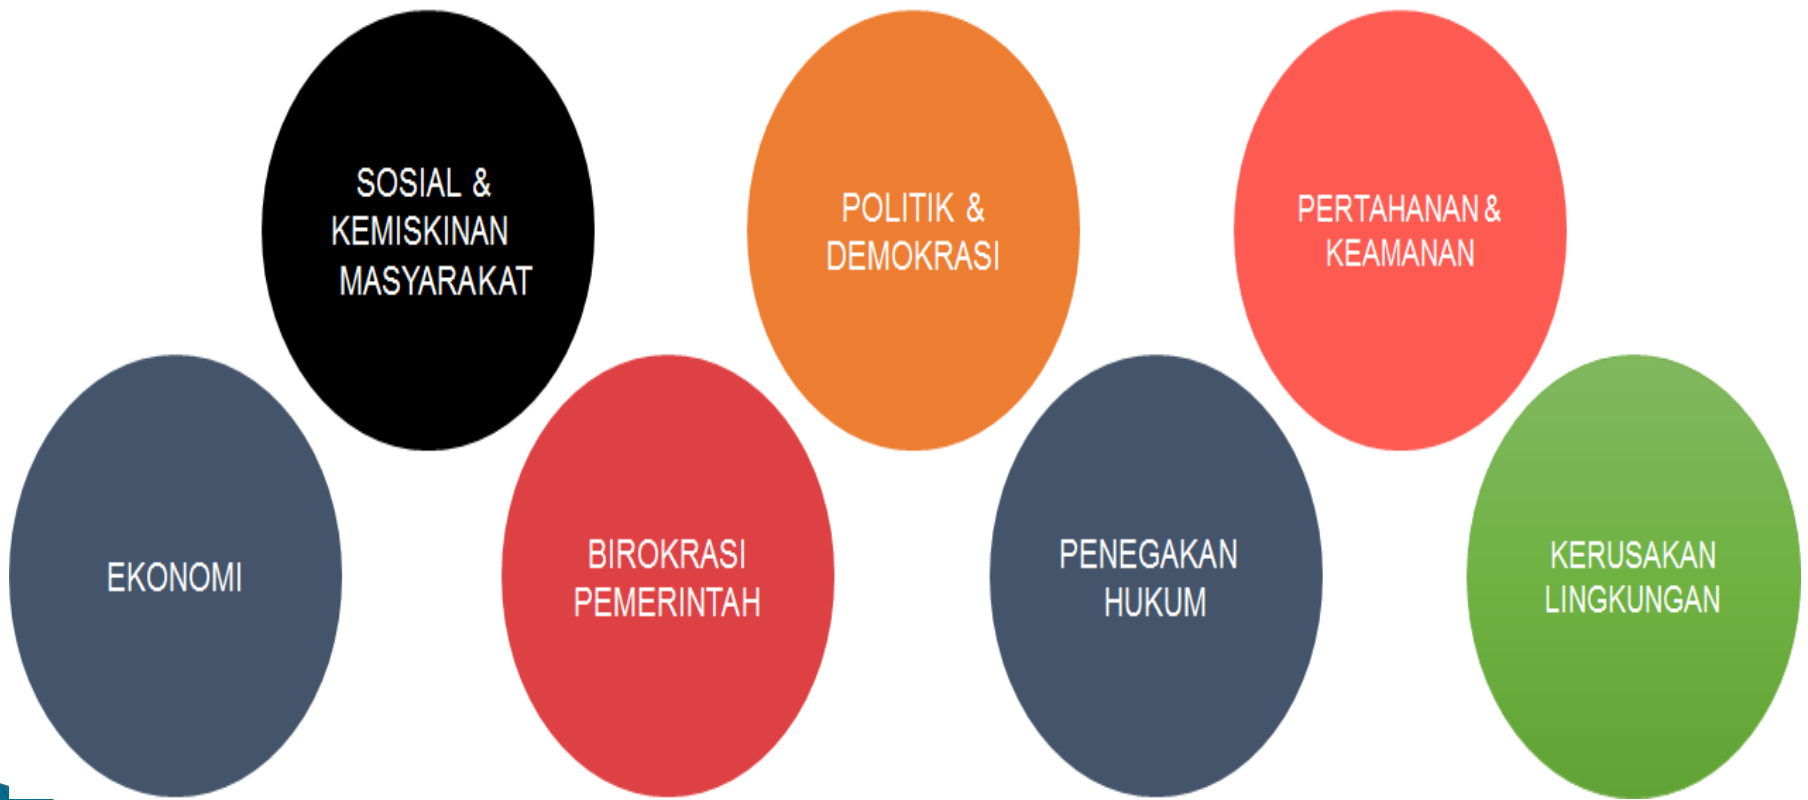 SOSIAL &
KEMISKINAN
MASYARAKAT
POLITIK &
DEMOKRASI
PERTAHANAN &
KEAMANAN
EKONOMI
BIROKRASI
PEMERINTAH
PENEGAKAN
HUKUM
KERUSAKAN
LINGKUNGAN